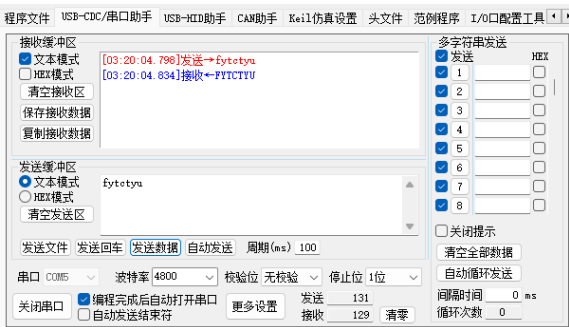 程序文件 USB-CDC/串口助手 USB-HID助手 CAN助手 Keil仿真设置 头文件 范例程序 I/O口配置工具
接收缓冲区
文本模式
HEX模式
清空接收区
保存接收数据
复制接收数据
[03:20:04.798]发送→fytctyu
[03:20:04.834]接收←FYTCTYU
发送缓冲区
文本模式
HEX模式
清空发送区
fytctyu
发送文件 发送回车 发送数据 自动发送 周期(ms) 100
串口 COM5 波特率 4800 校验位 无校验 停止位 1位
关闭串口
编程完成后自动打开串口
自动发送结束符
更多设置
发送 131
接收 129 清零
多字符串发送
发送 HEX
1
2
3
4
5
6
7
8
关闭提示
清空全部数据
自动循环发送
间隔时间 0 ms
循环次数 0